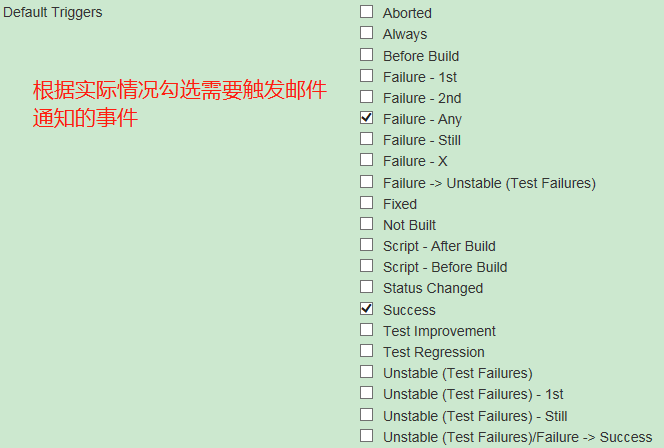 Default Triggers
根据实际情况勾选需要触发邮件
通知的事件
Aborted
Always
Before Build
Failure - 1st
Failure - 2nd
Failure - Any
Failure - Still
Failure - X
Failure -> Unstable (Test Failures)
Fixed
Not Built
Script - After Build
Script - Before Build
Status Changed
Success
Test Improvement
Test Regression
Unstable (Test Failures)
Unstable (Test Failures) - 1st
Unstable (Test Failures) - Still
Unstable (Test Failures)/Failure -> Success